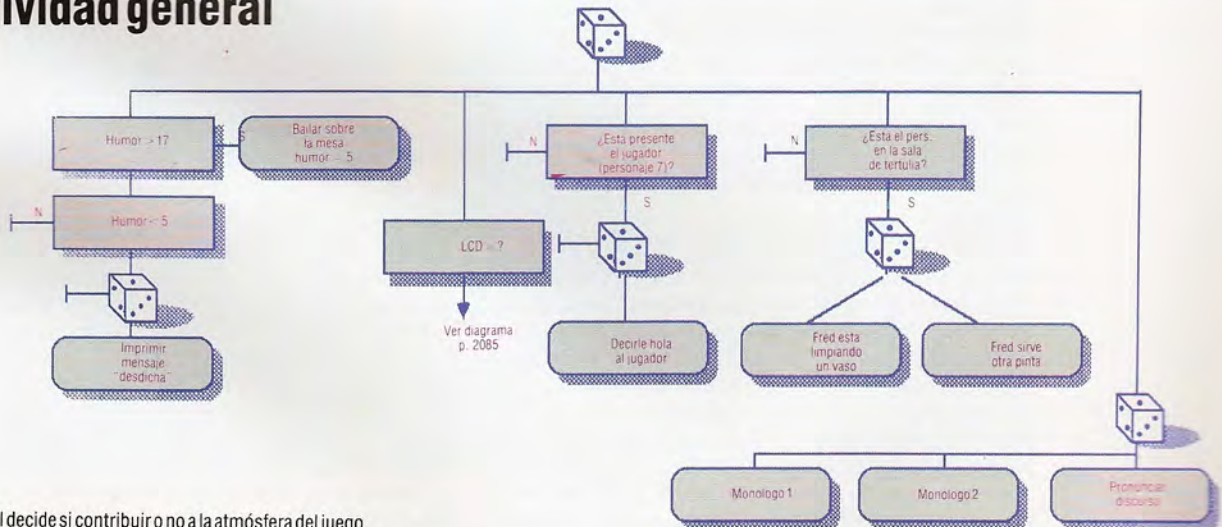 ividad general
Humor > 17
S
Bailar sobre
la mesa
humor = 5
N
Humor < 5
Imprimir
mensaje
"desdicha"
LCD = ?
Ver diagrama
p. 2085
N
¿Esta presente
el jugador
(personaje 7)?
S
Decirle hola
al jugador
N
¿Esta el pers.
en la sala
de tertulia?
S
Fred esta
limpiando
un vaso
Fred sirve
otra pinta
Monologo 1
Monologo 2
Pronunciar
discurso
l decide si contribuir o no a la atmósfera del juego